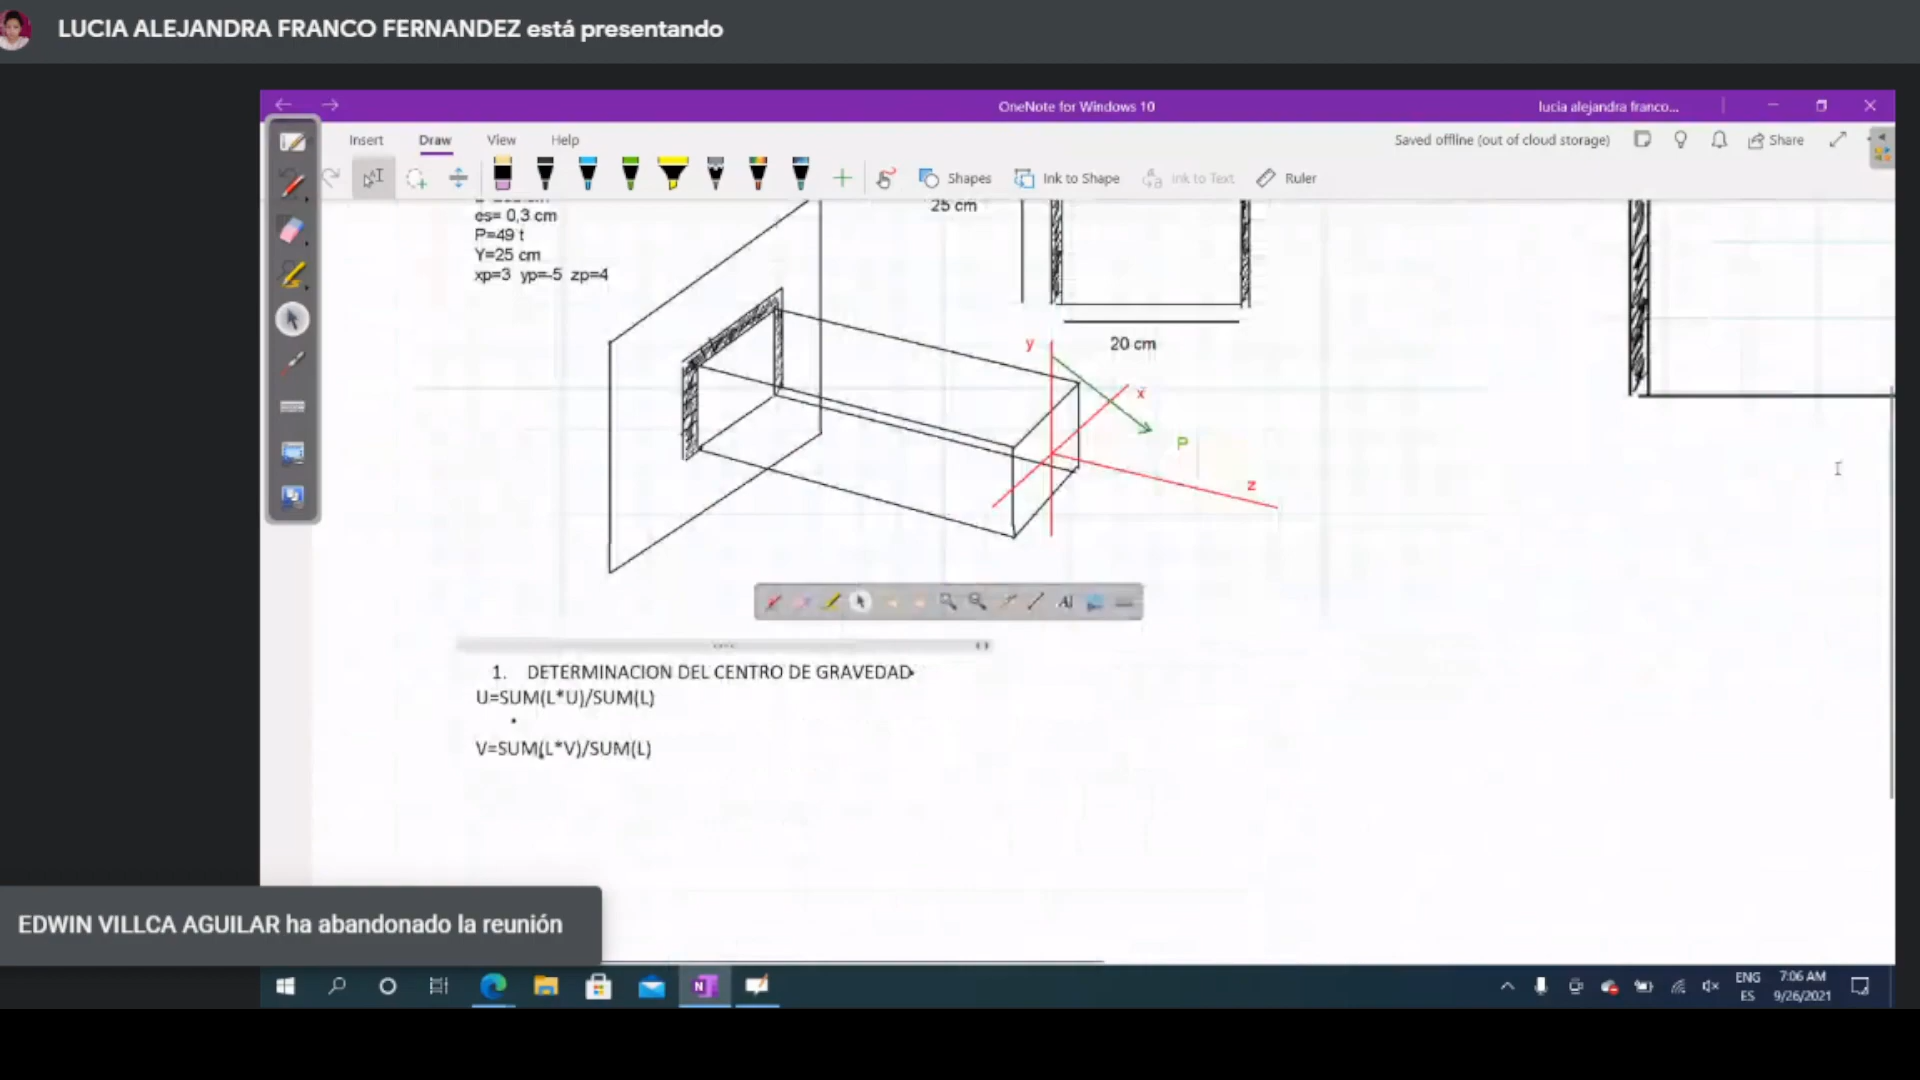 LUCIA ALEJANDRA FRANCO FERNANDEZ está presentando
OneNote for Windows 10
lucia alejandra franco...
Insert Draw View Help
Saved offline (out of cloud storage)
Share
Shapes
Ink to Shape
Ink to Text
Ruler
es= 0,3 cm
P=49 t
Y=25 cm
xp=3 yp=-5 zp=4
25 cm
20 cm
y
x
P
z
AI
1. DETERMINACION DEL CENTRO DE GRAVEDAD
U=SUM(L*U)/SUM(L)
V=SUM(L*V)/SUM(L)
EDWIN VILLCA AGUILAR ha abandonado la reunión
ENG
ES
7:06 AM
9/26/2021